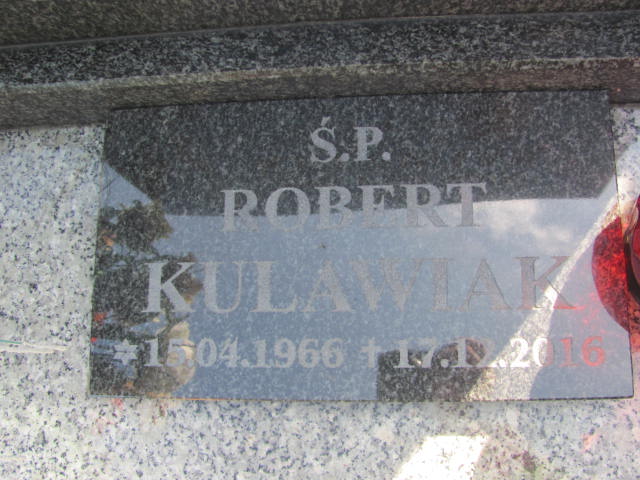 Ś.P.
ROBERT
KULAWIAK
* 15.04.1966 + 17.12.2016